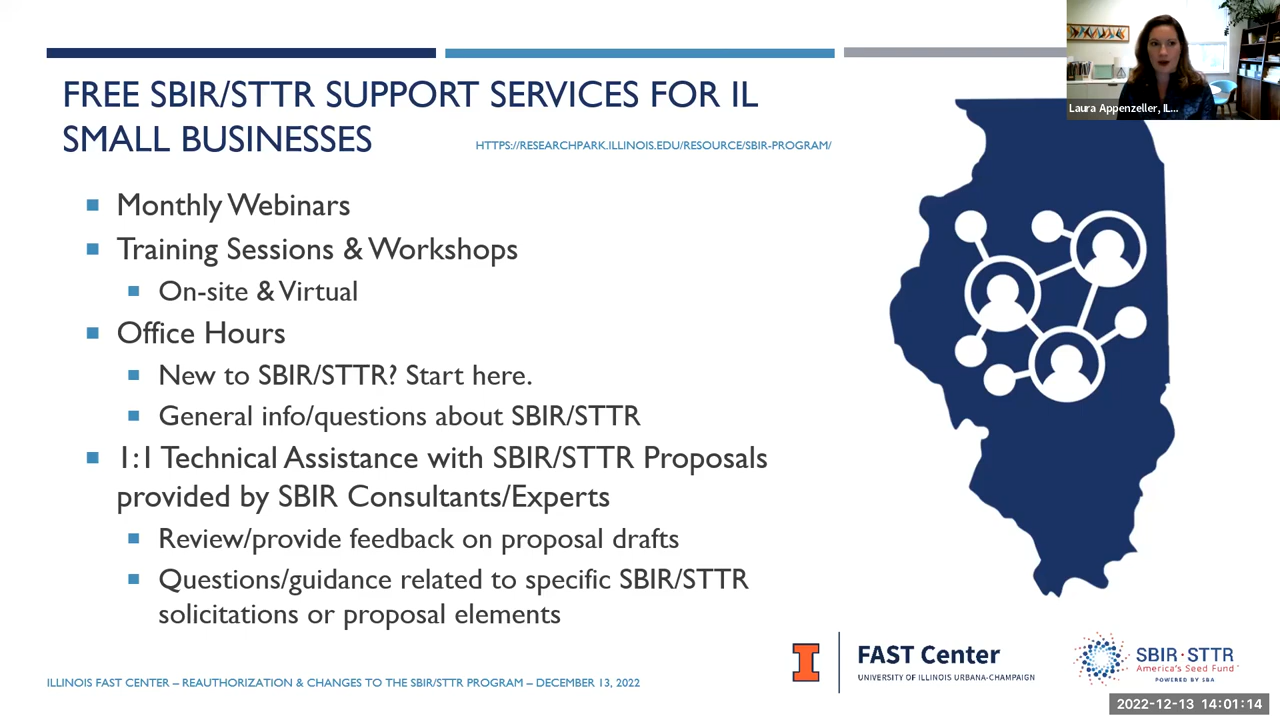 FREE SBIR/STTR SUPPORT SERVICES FOR IL
SMALL BUSINESSES
HTTPS://RESEARCHPARK.ILLINOIS.EDU/RESOURCE/SBIR-PROGRAM/
Laura Appenzeller, IL...
Monthly Webinars
Training Sessions & Workshops
On-site & Virtual
Office Hours
New to SBIR/STTR? Start here.
General info/questions about SBIR/STTR
1:1 Technical Assistance with SBIR/STTR Proposals
provided by SBIR Consultants/Experts
Review/provide feedback on proposal drafts
Questions/guidance related to specific SBIR/STTR
solicitations or proposal elements
I
FAST Center
UNIVERSITY OF ILLINOIS URBANA-CHAMPAIGN
SBIR·STTR
America's Seed Fund
POWERED BY SBA
ILLINOIS FAST CENTER – REAUTHORIZATION & CHANGES TO THE SBIR/STTR PROGRAM – DECEMBER 13, 2022
2022-12-13 14:01:14